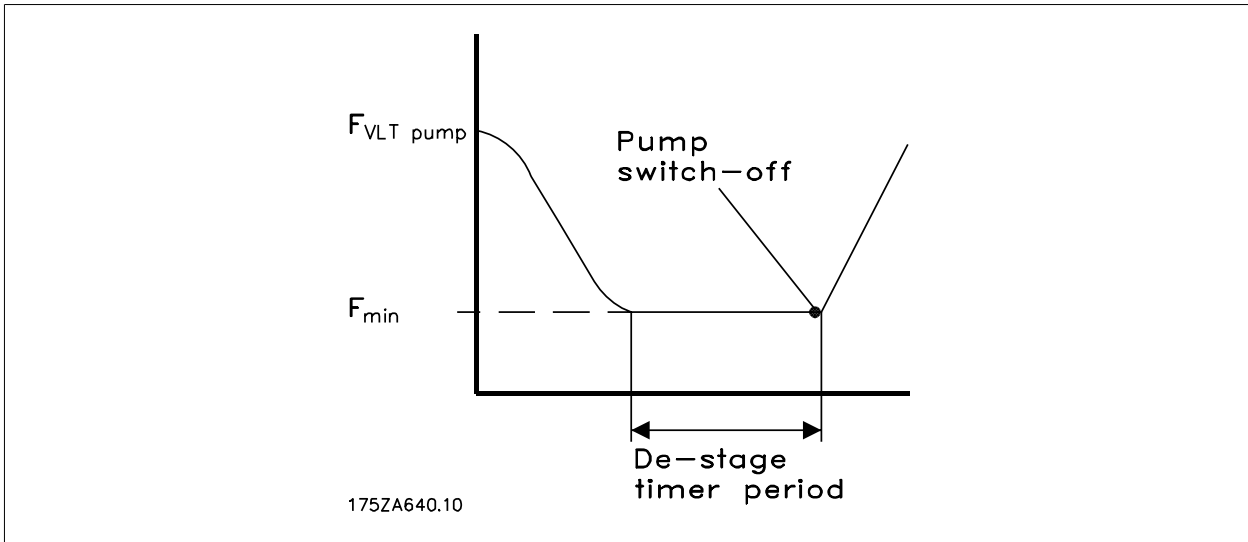 F_VLT pump
Pump
switch-off
F_min
De-stage
timer period
175ZA640.10